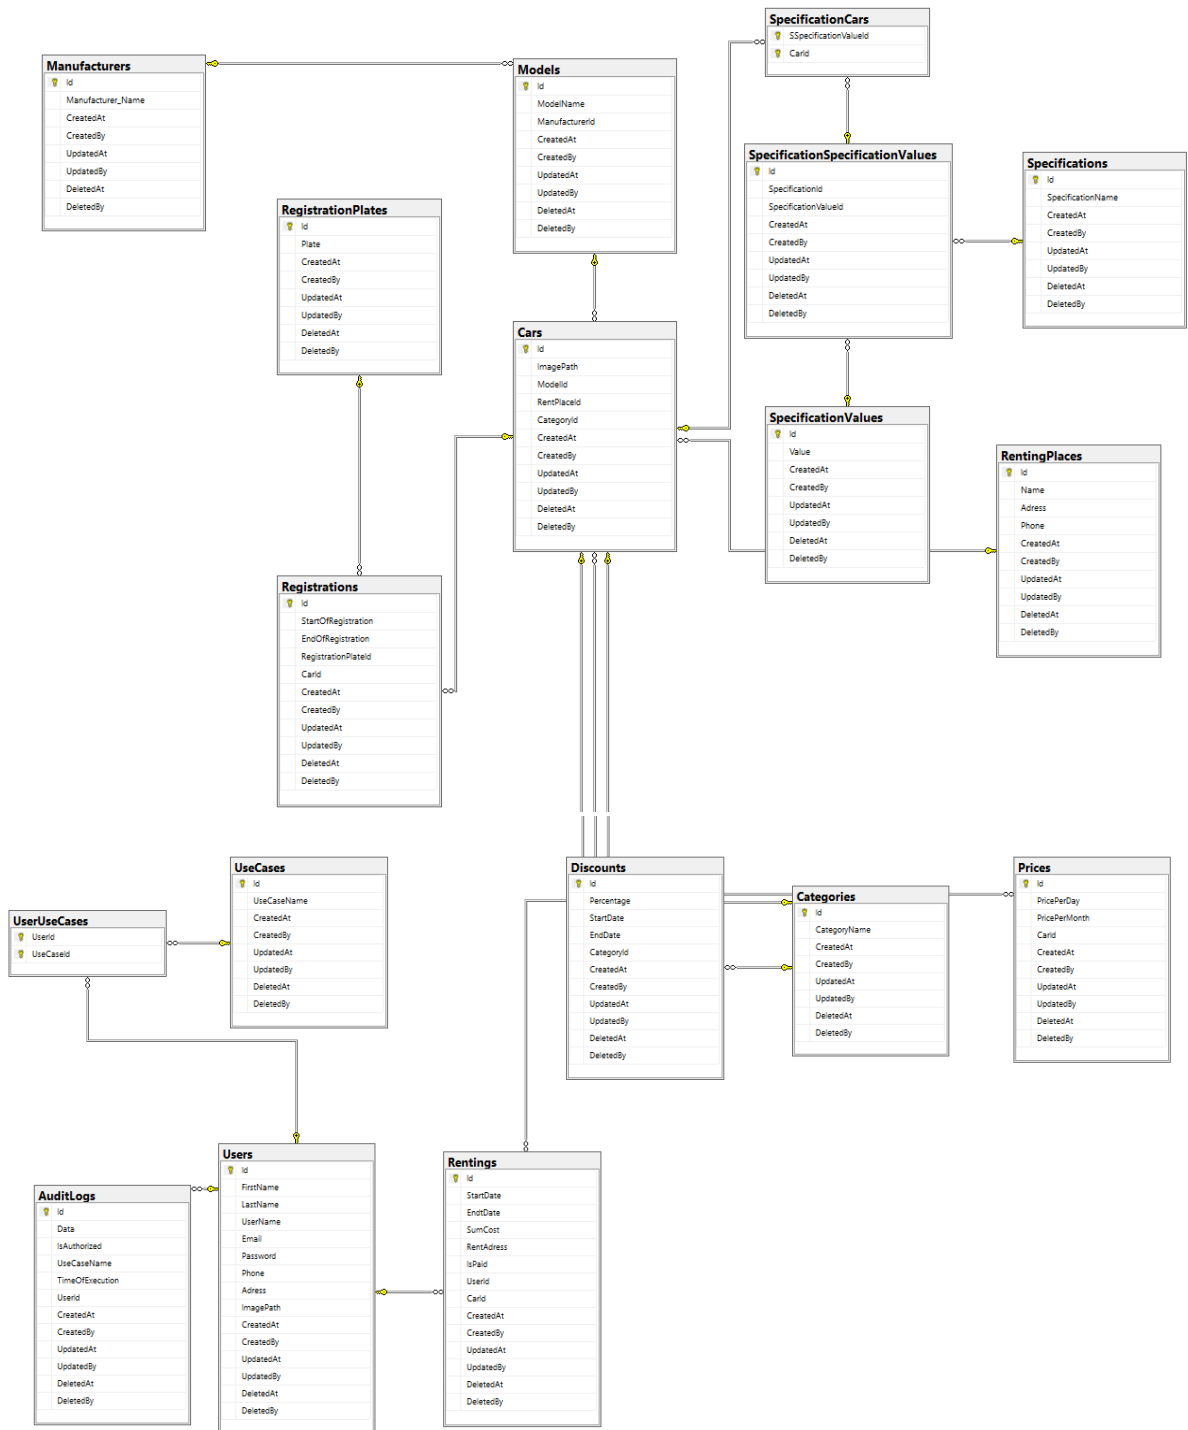 SpecificationCars
SSpecificationValueId
CarId
Manufacturers
Id
Manufacturer_Name
CreatedAt
CreatedBy
UpdatedAt
UpdatedBy
DeletedAt
DeletedBy
Models
Id
ModelName
ManufacturerId
CreatedAt
CreatedBy
UpdatedAt
UpdatedBy
DeletedAt
DeletedBy
SpecificationSpecificationValues
Id
SpecificationId
SpecificationValueId
CreatedAt
CreatedBy
UpdatedAt
UpdatedBy
DeletedAt
DeletedBy
Specifications
Id
SpecificationName
CreatedAt
CreatedBy
UpdatedAt
UpdatedBy
DeletedAt
DeletedBy
RegistrationPlates
Id
Plate
CreatedAt
CreatedBy
UpdatedAt
UpdatedBy
DeletedAt
DeletedBy
Cars
Id
ImagePath
ModelId
RentPlaceId
CategoryId
CreatedAt
CreatedBy
UpdatedAt
UpdatedBy
DeletedAt
DeletedBy
SpecificationValues
Id
Value
CreatedAt
CreatedBy
UpdatedAt
UpdatedBy
DeletedAt
DeletedBy
RentingPlaces
Id
Name
Adress
Phone
CreatedAt
CreatedBy
UpdatedAt
UpdatedBy
DeletedAt
DeletedBy
Registrations
Id
StartOfRegistration
EndOfRegistration
RegistrationPlateId
CarId
CreatedAt
CreatedBy
UpdatedAt
UpdatedBy
DeletedAt
DeletedBy
UseCases
Id
UseCaseName
CreatedAt
CreatedBy
UpdatedAt
UpdatedBy
DeletedAt
DeletedBy
Discounts
Id
Percentage
StartDate
EndDate
CategoryId
CreatedAt
CreatedBy
UpdatedAt
UpdatedBy
DeletedAt
DeletedBy
Prices
Id
PricePerDay
PricePerMonth
CarId
CreatedAt
CreatedBy
UpdatedAt
UpdatedBy
DeletedAt
DeletedBy
Categories
Id
CategoryName
CreatedAt
CreatedBy
UpdatedAt
UpdatedBy
DeletedAt
DeletedBy
UserUseCases
UserId
UseCaseId
Users
Id
FirstName
LastName
UserName
Email
Password
Phone
Adress
ImagePath
CreatedAt
CreatedBy
UpdatedAt
UpdatedBy
DeletedAt
DeletedBy
Rentings
Id
StartDate
EndtDate
SumCost
RentAdress
IsPaid
UserId
CarId
CreatedAt
CreatedBy
UpdatedAt
UpdatedBy
DeletedAt
DeletedBy
AuditLogs
Id
Data
IsAuthorized
UseCaseName
TimeOfExecution
UserId
CreatedAt
CreatedBy
UpdatedAt
UpdatedBy
DeletedAt
DeletedBy